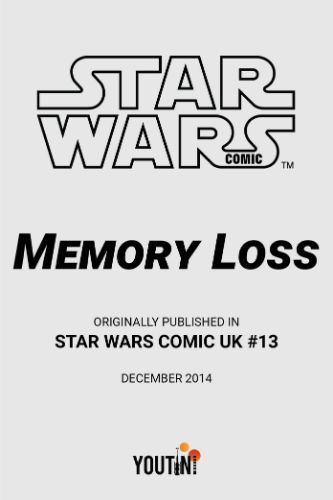 STAR
WARS
COMIC
TM
MEMORY LOSS
ORIGINALLY PUBLISHED IN
STAR WARS COMIC UK #13
DECEMBER 2014
YOUTINI